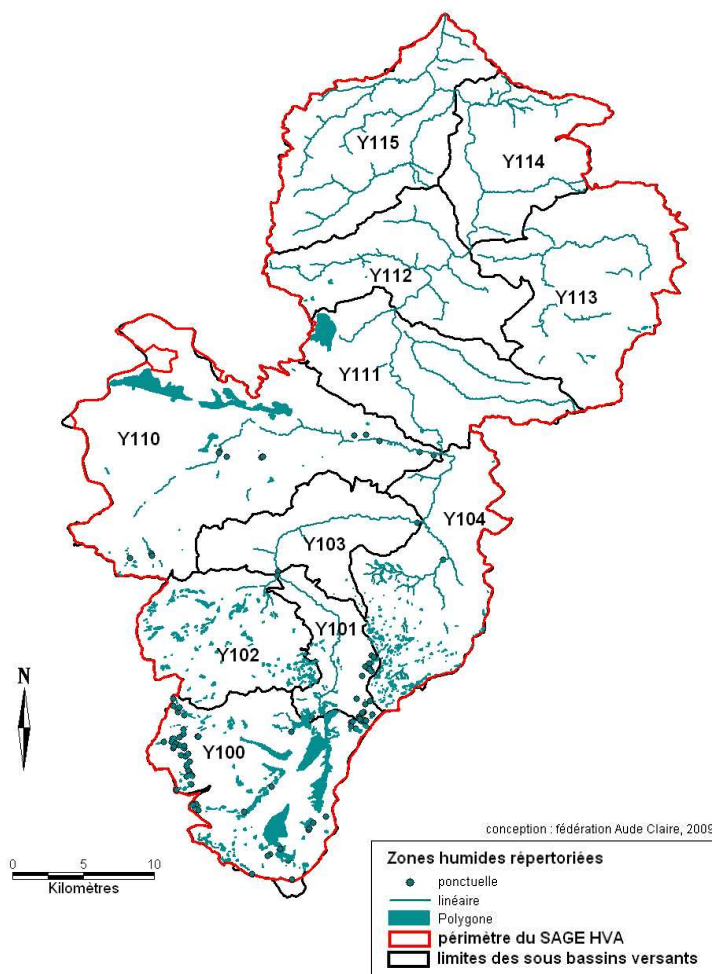 Y115
Y114
Y112
Y113
Y111
Y110
Y104
Y103
Y101
Y102
N
Y100
conception : fédération Aude Claire, 2009
0 5 10
Kilomètres
Zones humides répertoriées
ponctuelle
linéaire
Polygone
périmètre du SAGE HVA
limites des sous bassins versants